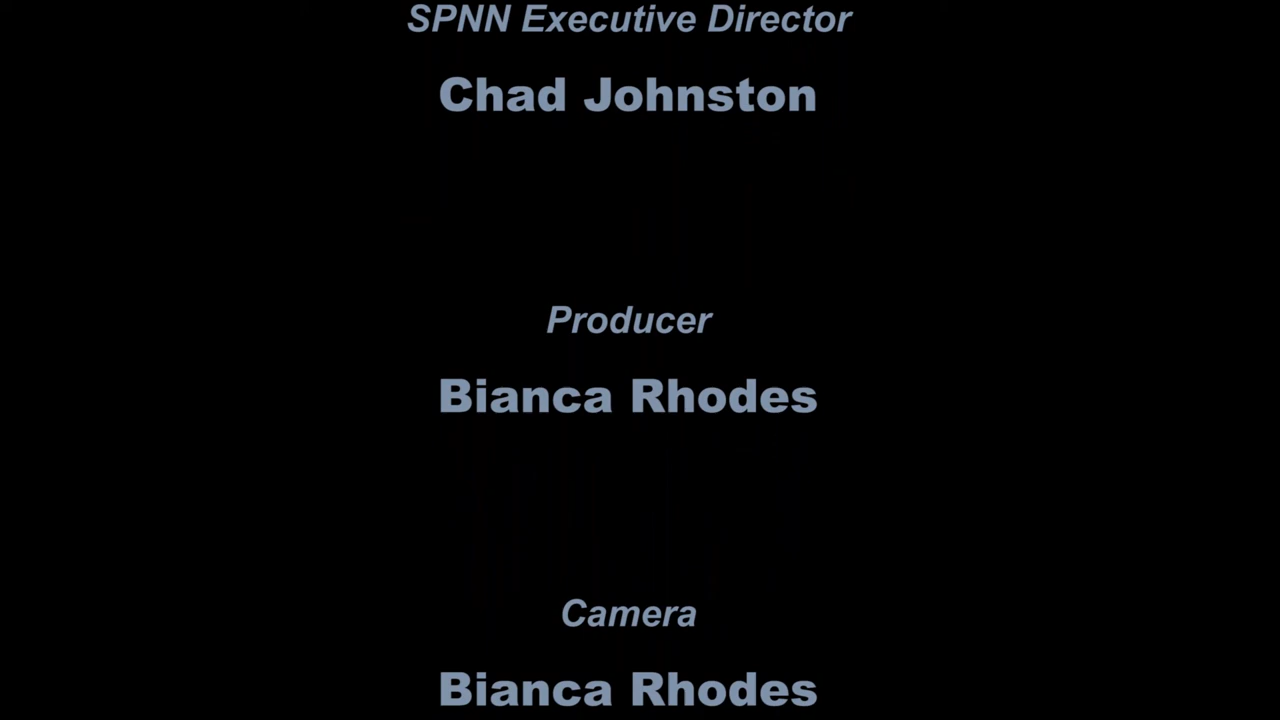 SPNN Executive Director
Chad Johnston
Producer
Bianca Rhodes
Camera
Bianca Rhodes